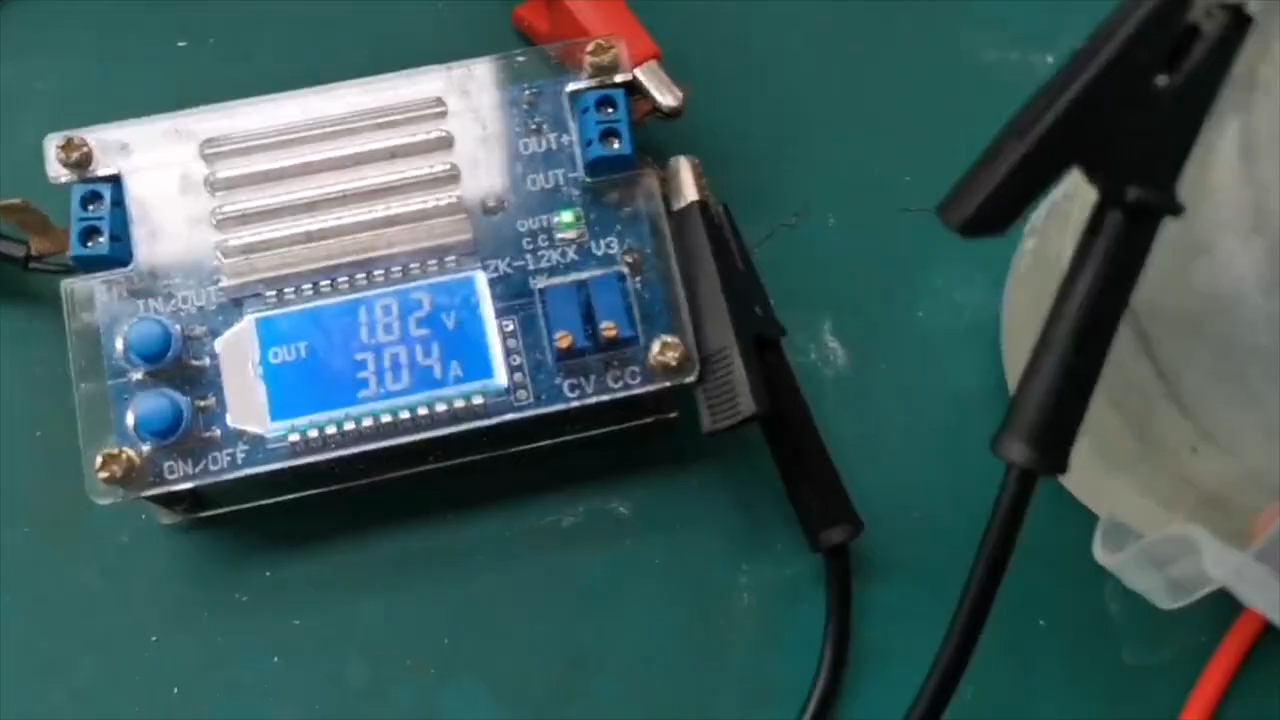 OUT+
OUT-
OUT
CC
ZK-12KX V3
IN/OUT
OUT
1.82 V
3.04 A
CV CC
ON/OFF